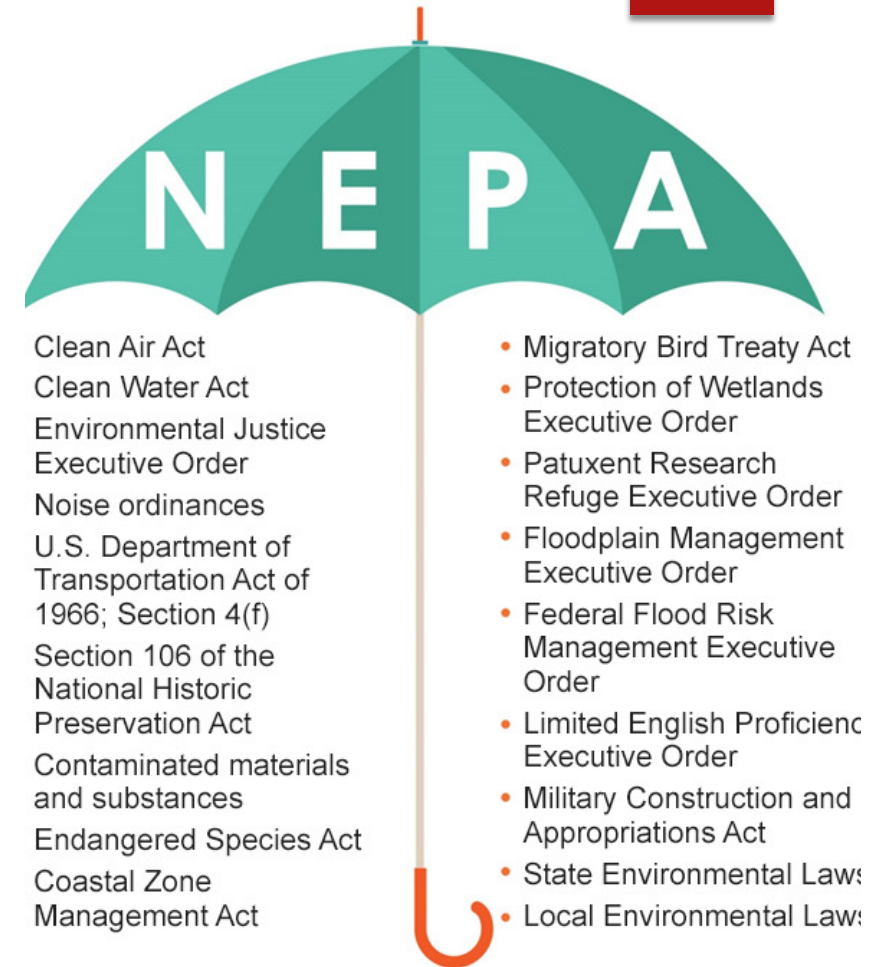 NEPA
Clean Air Act
Clean Water Act
Environmental Justice
Executive Order
Noise ordinances
U.S. Department of
Transportation Act of
1966; Section 4(f)
Section 106 of the
National Historic
Preservation Act
Contaminated materials
and substances
Endangered Species Act
Coastal Zone
Management Act
• Migratory Bird Treaty Act
• Protection of Wetlands
Executive Order
• Patuxent Research
Refuge Executive Order
• Floodplain Management
Executive Order
• Federal Flood Risk
Management Executive
Order
• Limited English Proficienc
Executive Order
• Military Construction and
Appropriations Act
• State Environmental Laws
• Local Environmental Laws